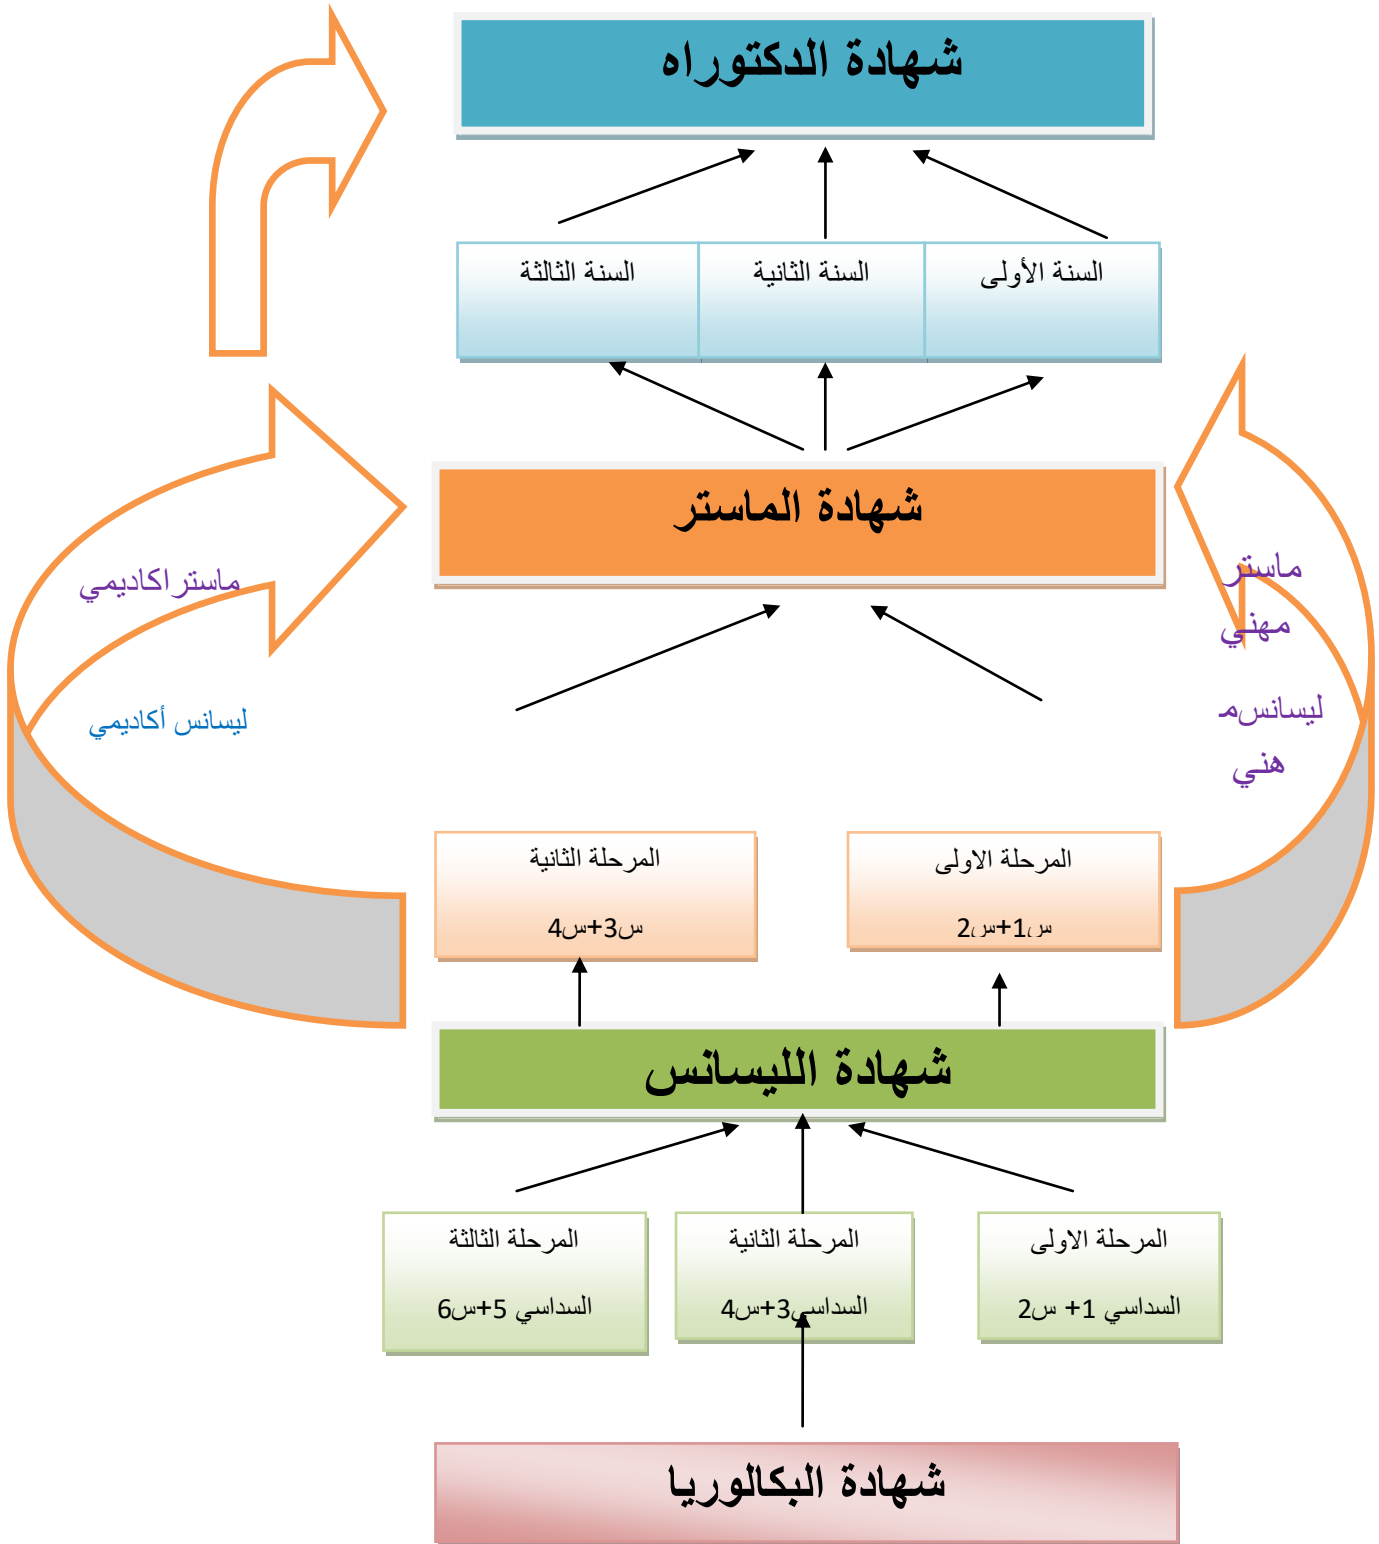 شهادة الدكتوراه
السنة الأولى
السنة الثانية
السنة الثالثة
شهادة الماستر
ماستر
مهني
ليسانسمـ
هني
ماستراكاديمي
ليسانس أكاديمي
المرحلة الاولى
س1+س2
المرحلة الثانية
س3+س4
شهادة الليسانس
المرحلة الاولى
السداسي 1+ س2
المرحلة الثانية
السداسي3+س4
المرحلة الثالثة
السداسي 5+س6
شهادة البكالوريا